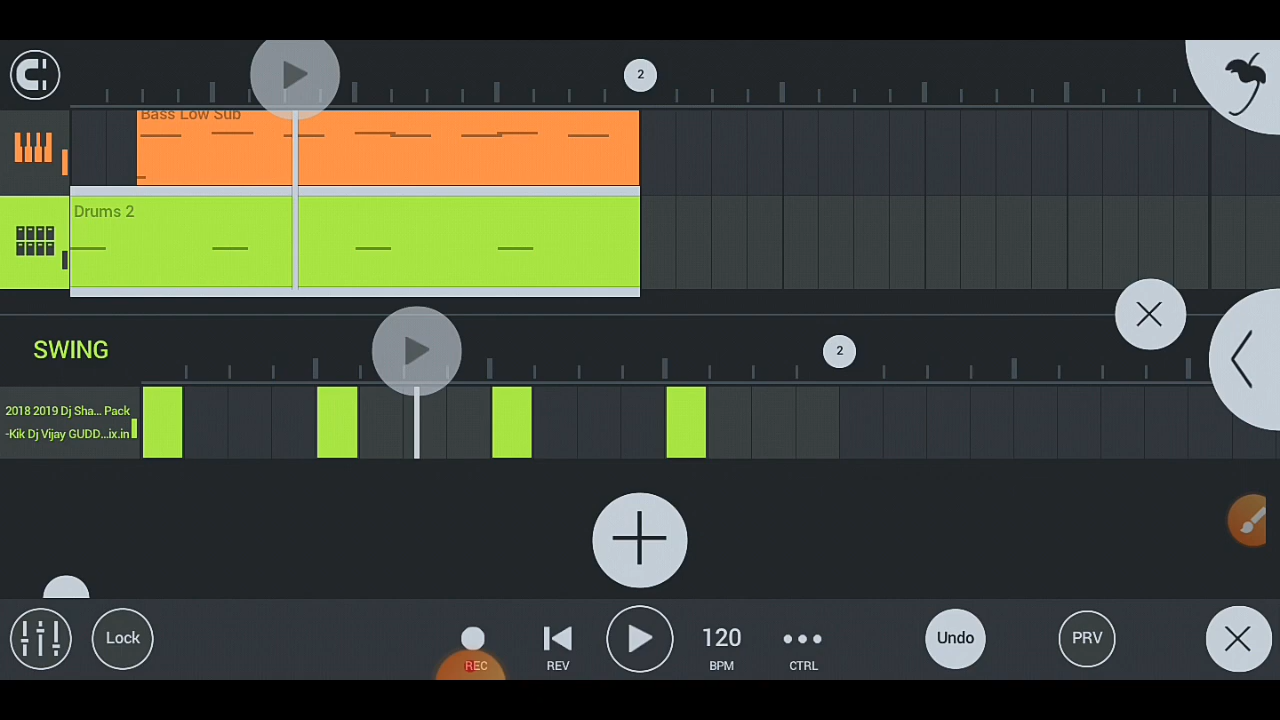 2
Bass Low Sub
Drums 2
SWING
2
2018 2019 Dj Sha... Pack
-Kik Dj Vijay GUDD...ix.in
Lock
REC
REV
120
BPM
CTRL
Undo
PRV